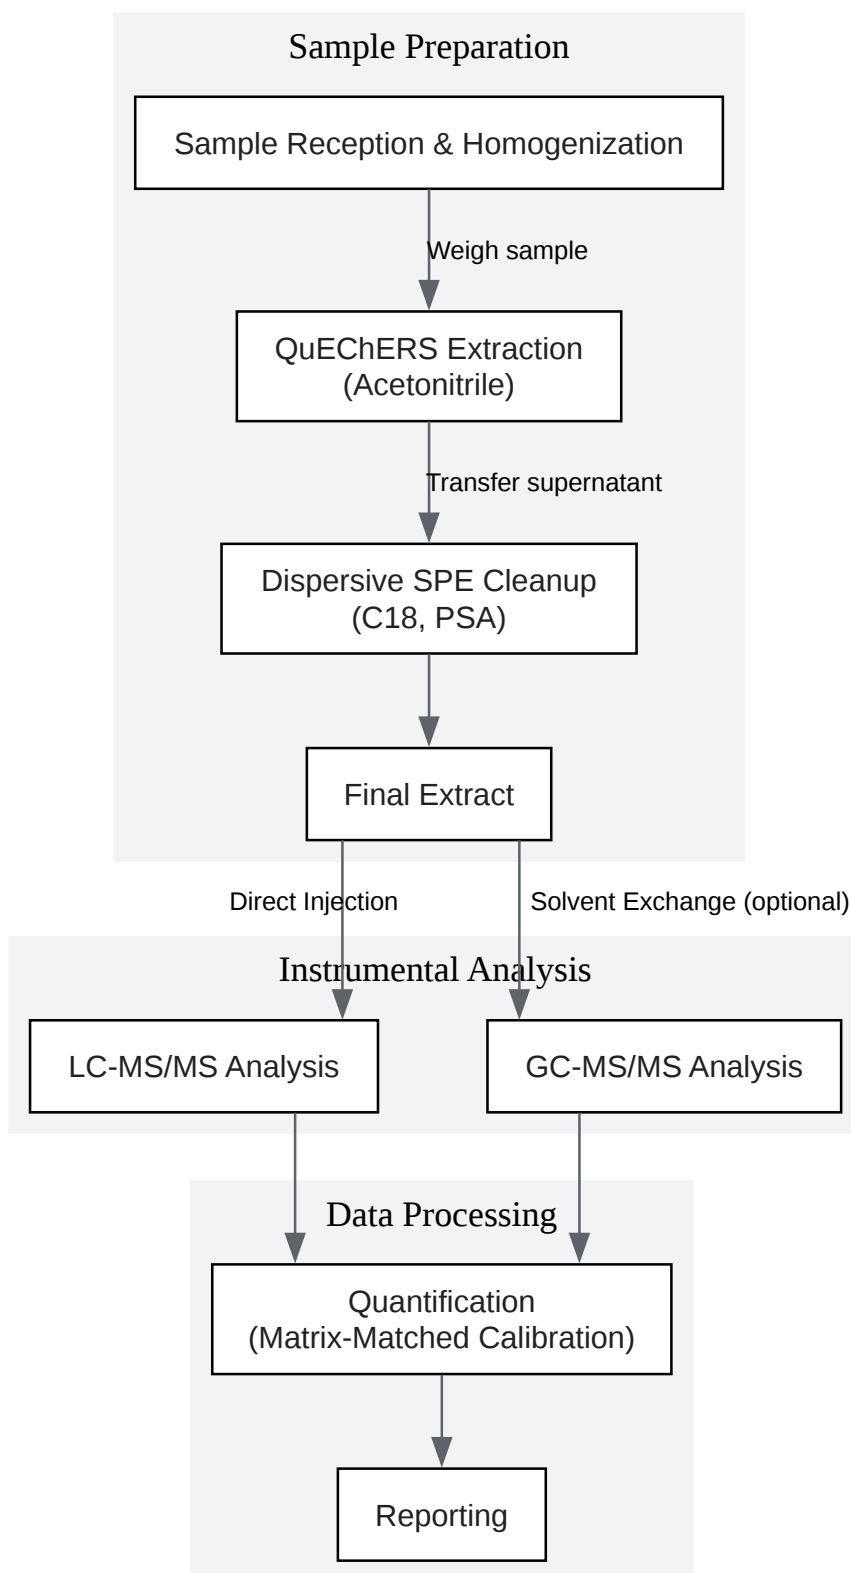 Sample Preparation
Sample Reception & Homogenization
Weigh sample
QuEChERS Extraction
(Acetonitrile)
Transfer supernatant
Dispersive SPE Cleanup
(C18, PSA)
Final Extract
Direct Injection
Solvent Exchange (optional)
Instrumental Analysis
LC-MS/MS Analysis
GC-MS/MS Analysis
Data Processing
Quantification
(Matrix-Matched Calibration)
Reporting